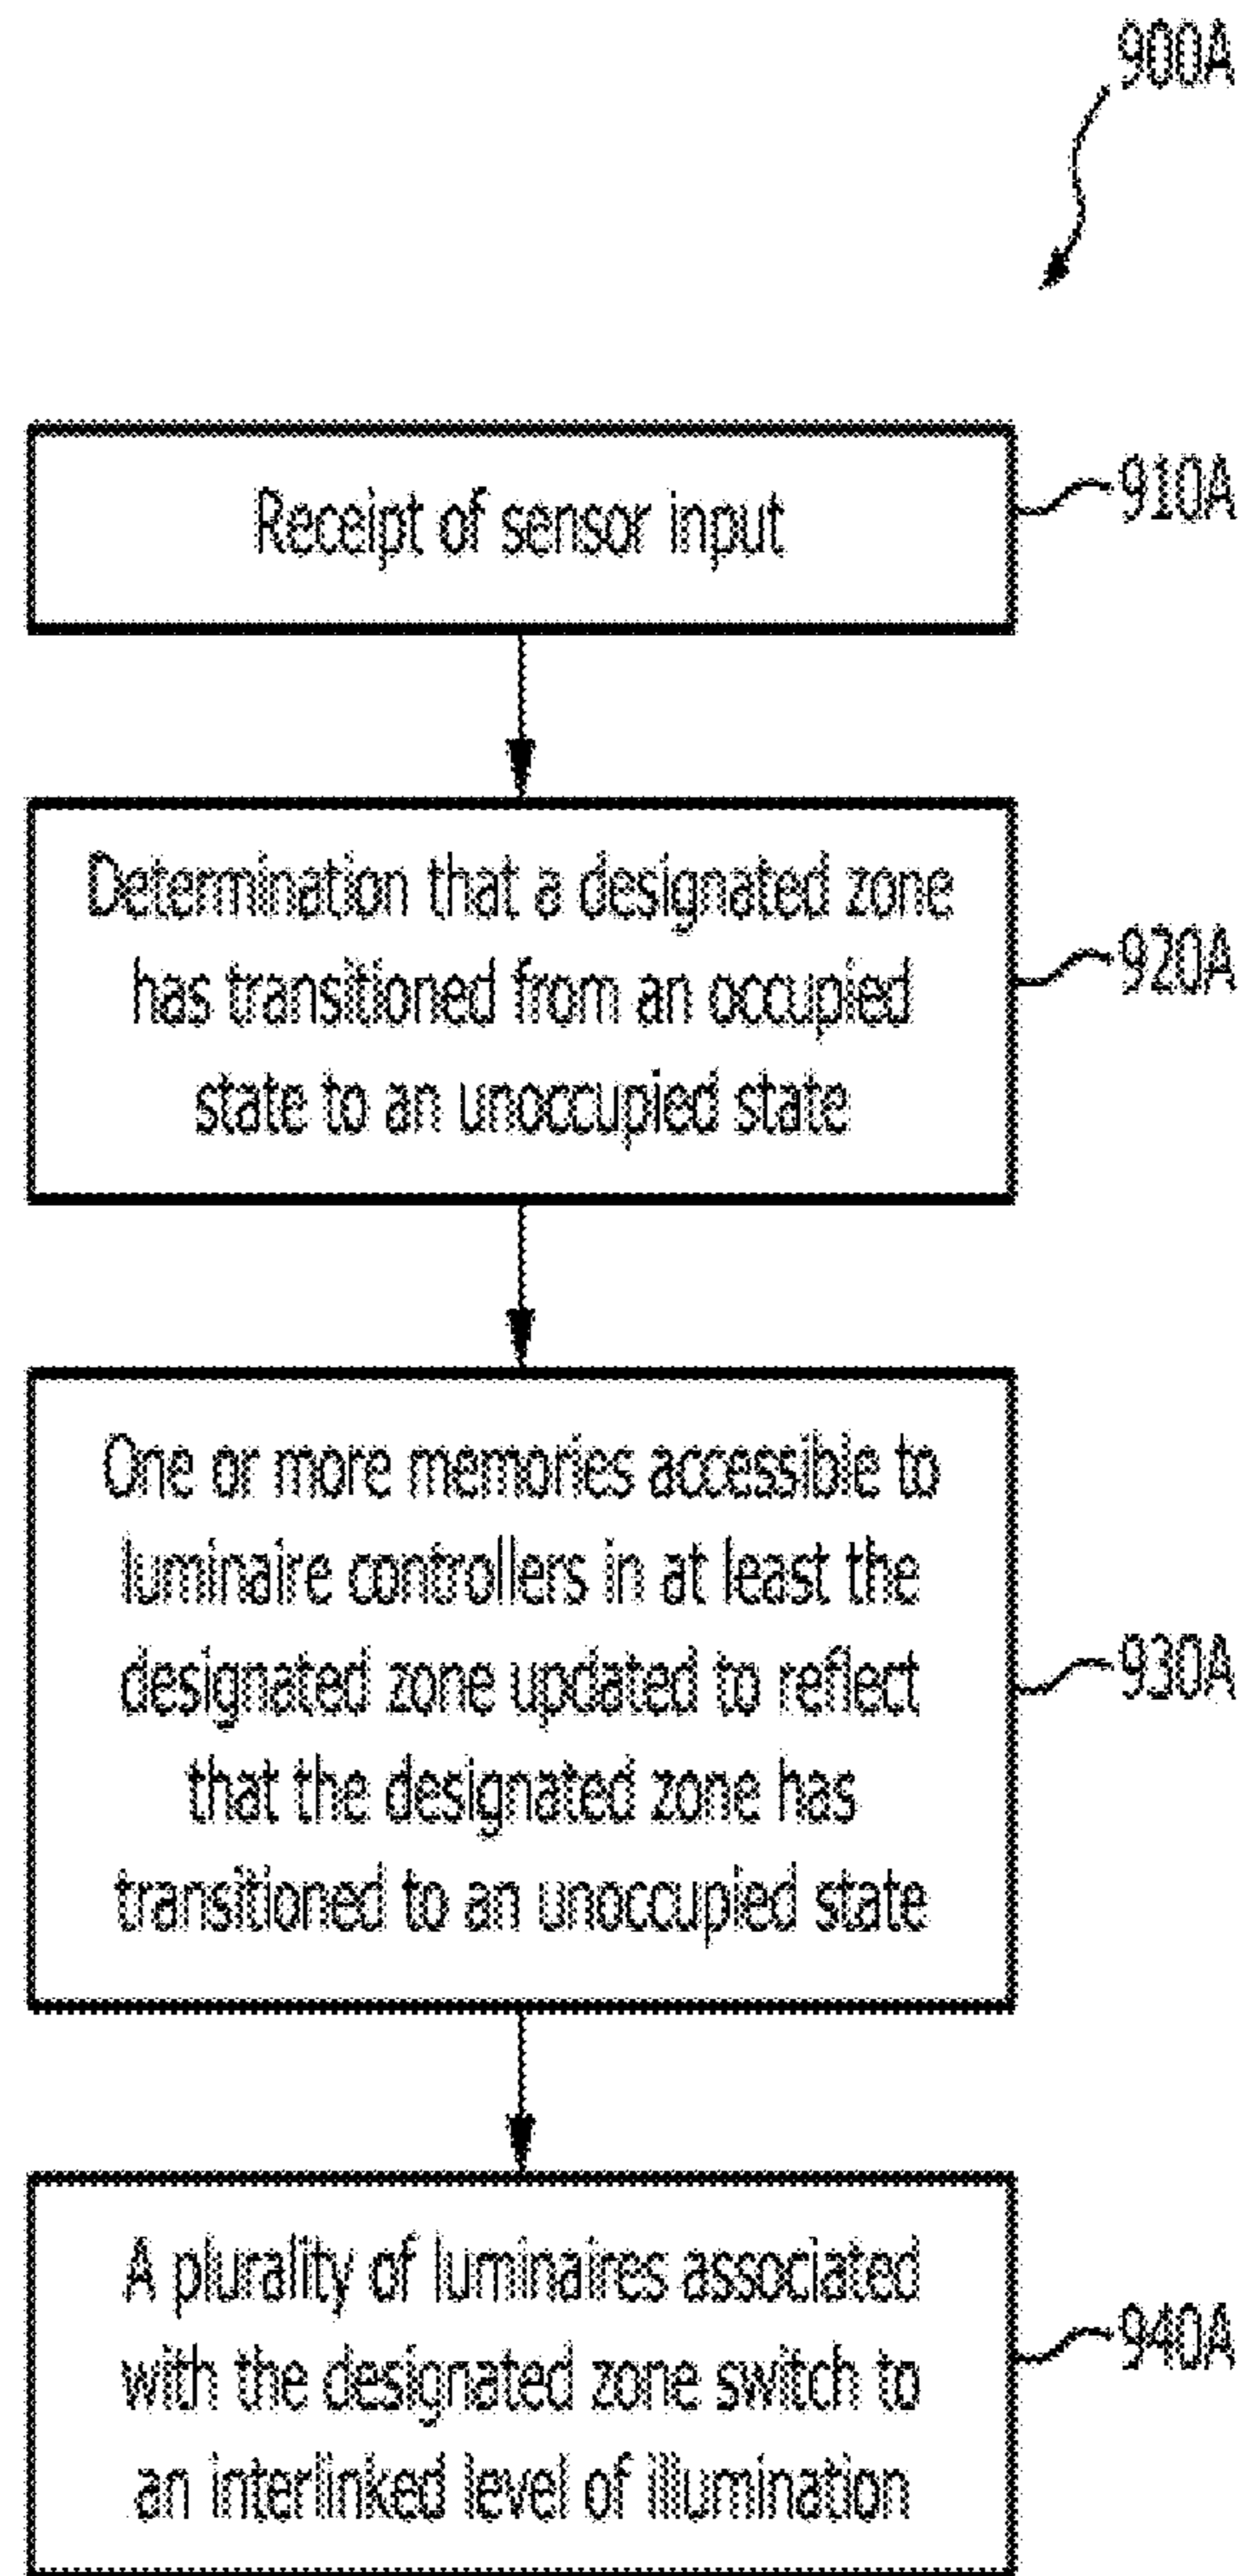 900A
Receipt of sensor input
910A
Determination that a designated zone
has transitioned from an occupied
state to an unoccupied state
920A
One or more memories accessible to
luminaire controllers in at least the
designated zone updated to reflect
that the designated zone has
transitioned to an unoccupied state
930A
A plurality of luminaires associated
with the designated zone switch to
an interlinked level of illumination
940A